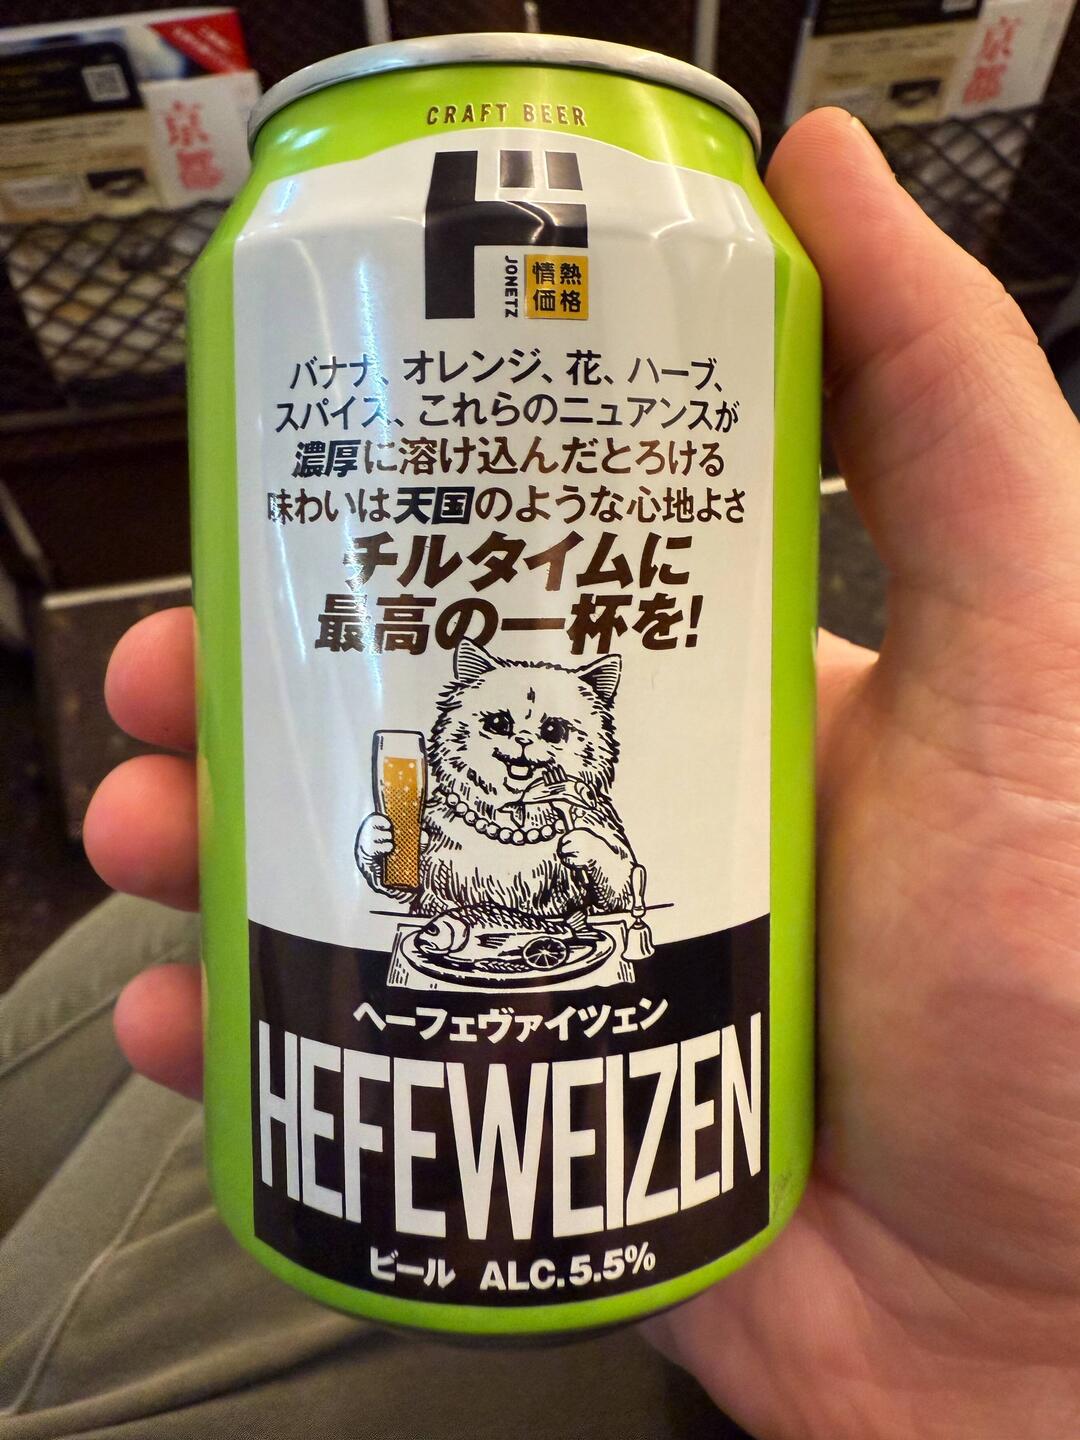 京都
京都
CRAFT BEER
ド
JONETZ
情熱
価格
バナナ、オレンジ、花、ハーブ、
スパイス、これらのニュアンスが
濃厚に溶け込んだとろける
味わいは天国のような心地よさ
チルタイムに
最高の一杯を!
ヘーフェヴァイツェン
HEFEWEIZEN
ビール ALC.5.5%